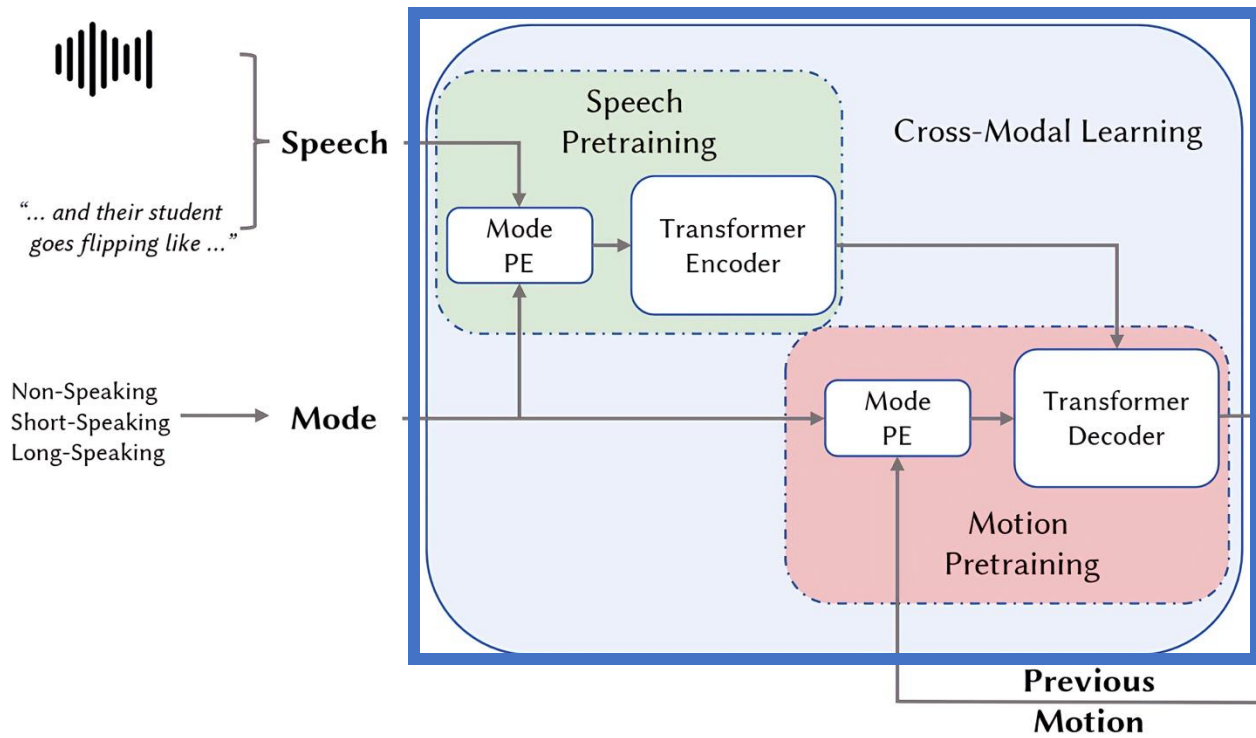 Speech
Pretraining
Cross-Modal Learning
Speech
“... and their student
goes flipping like ...”
Mode
PE
Transformer
Encoder
Non-Speaking
Short-Speaking
Long-Speaking
Mode
Mode
PE
Transformer
Decoder
Motion
Pretraining
Previous
Motion